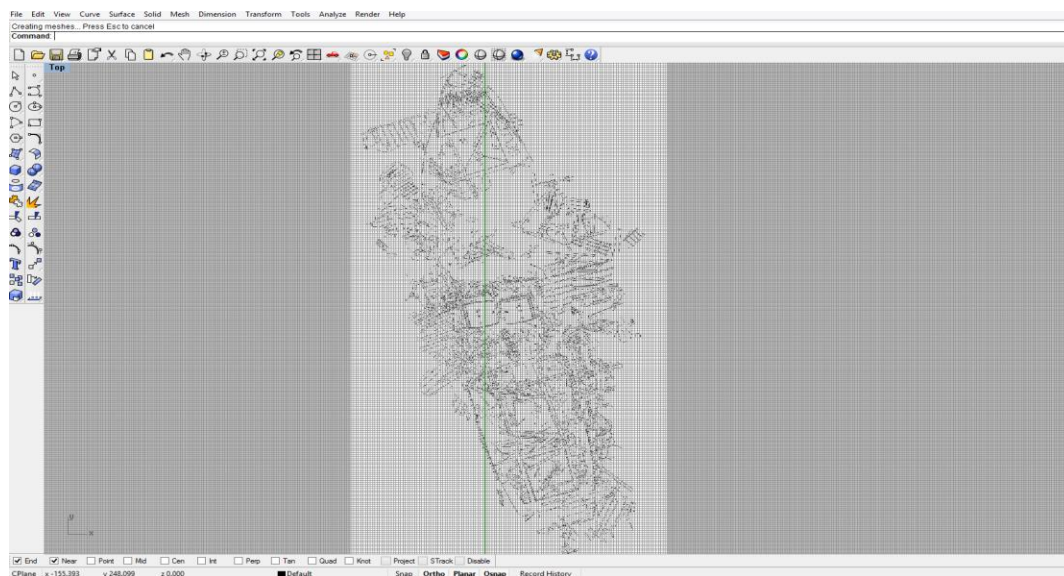 File Edit View Curve Surface Solid Mesh Dimension Transform Tools Analyze Render Help
Creating meshes... Press Esc to cancel
Command:
Top
y
x
End Near Point Mid Cen Int Perp Tan Quad Knot Project STrack Disable
CPlane x -155.393 y 248.099 z 0.000 Default Snap Ortho Planar Osnap Record History